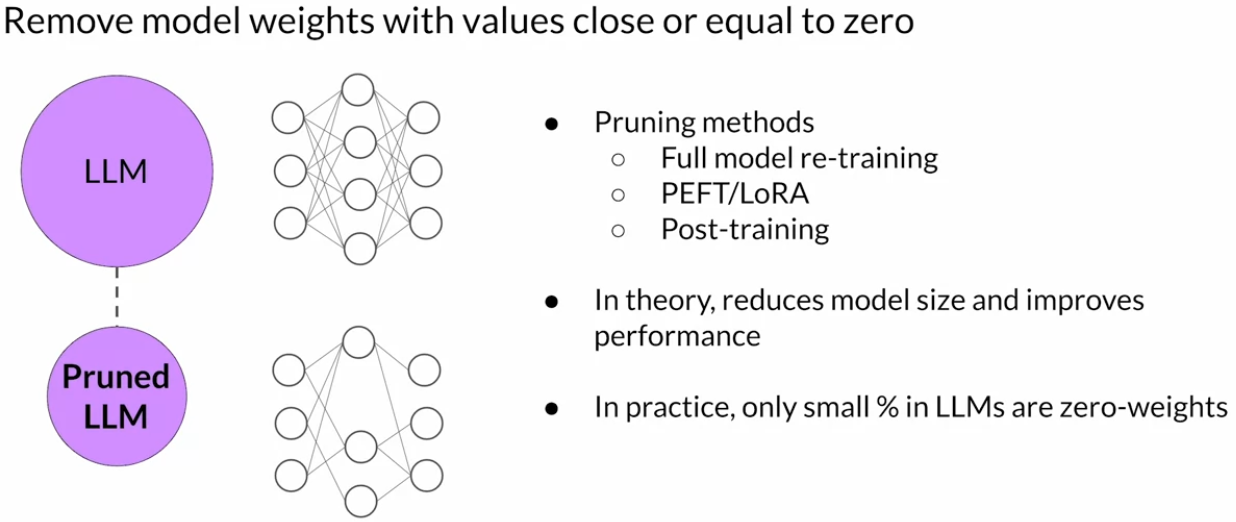 Remove model weights with values close or equal to zero
LLM
Pruned
LLM
● Pruning methods
○ Full model re-training
○ PEFT/LoRA
○ Post-training
● In theory, reduces model size and improves
performance
● In practice, only small % in LLMs are zero-weights